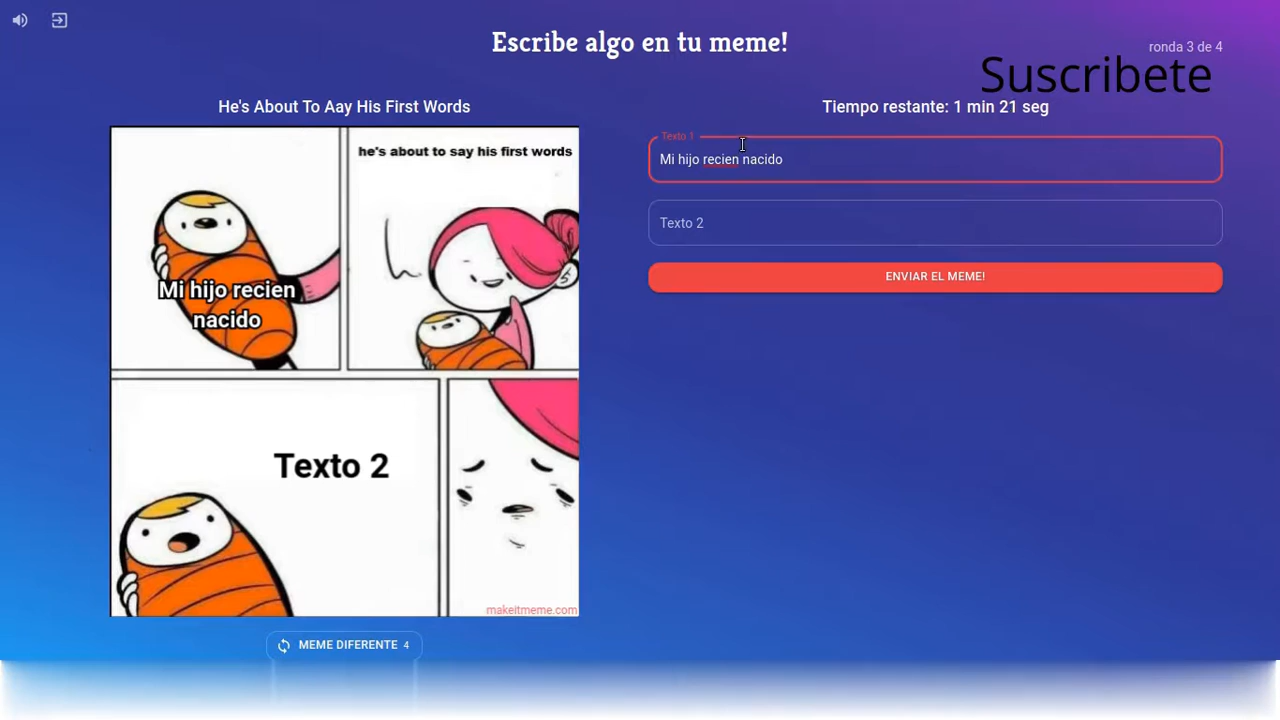 Escribe algo en tu meme!
ronda 3 de 4
Suscribete
He's About To Aay His First Words
Tiempo restante: 1 min 21 seg
he's about to say his first words
Mi hijo recien
nacido
Texto 2
makeitmeme.com
MEME DIFERENTE 4
Texto 1
Mi hijo recien nacido
Texto 2
ENVIAR EL MEME!